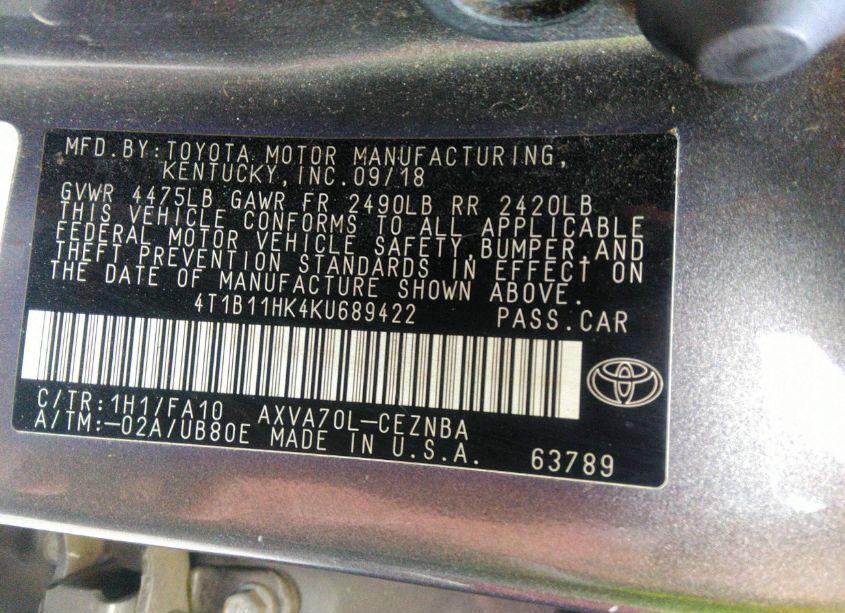 MFD.BY:TOYOTA MOTOR MANUFACTURING,
KENTUCKY, INC.09/18
GVWR 4475LB GAWR FR 2490LB RR 2420LB
THIS VEHICLE CONFORMS TO ALL APPLICABLE
FEDERAL MOTOR VEHICLE SAFETY,BUMPER,AND
THEFT PREVENTION STANDARDS IN EFFECT ON
THE DATE OF MANUFACTURE SHOWN ABOVE.
4T1B11HK4KU689422 PASS.CAR
C/TR:1H1/FA10 AXVA70L-CEZNBA
A/TM:-02A/UB80E MADE IN U.S.A. 63789